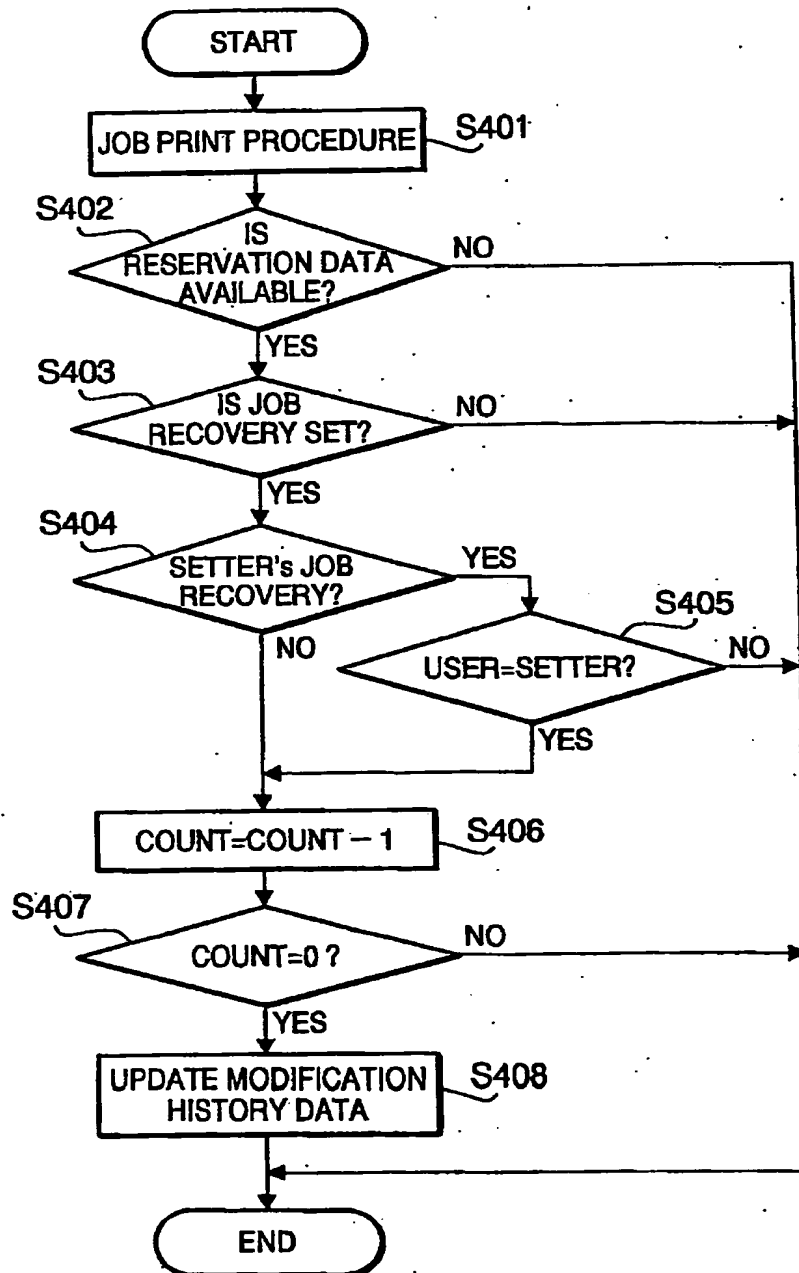 START
JOB PRINT PROCEDURE
S401
S402
IS
RESERVATION DATA
AVAILABLE?
NO
YES
S403
IS JOB
RECOVERY SET?
NO
YES
S404
SETTER's JOB
RECOVERY?
YES
NO
S405
USER=SETTER?
NO
YES
COUNT=COUNT – 1
S406
S407
COUNT=0 ?
NO
YES
UPDATE MODIFICATION
HISTORY DATA
S408
END